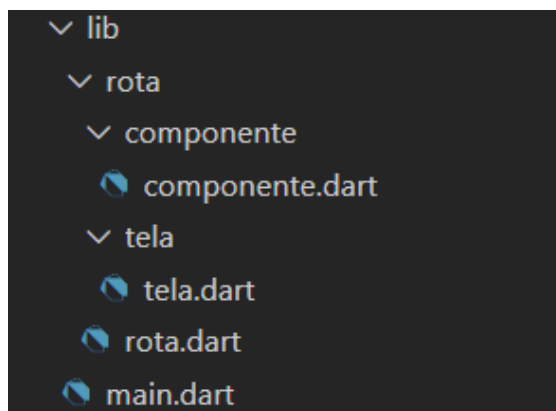 lib
rota
componente
componente.dart
tela
tela.dart
rota.dart
main.dart